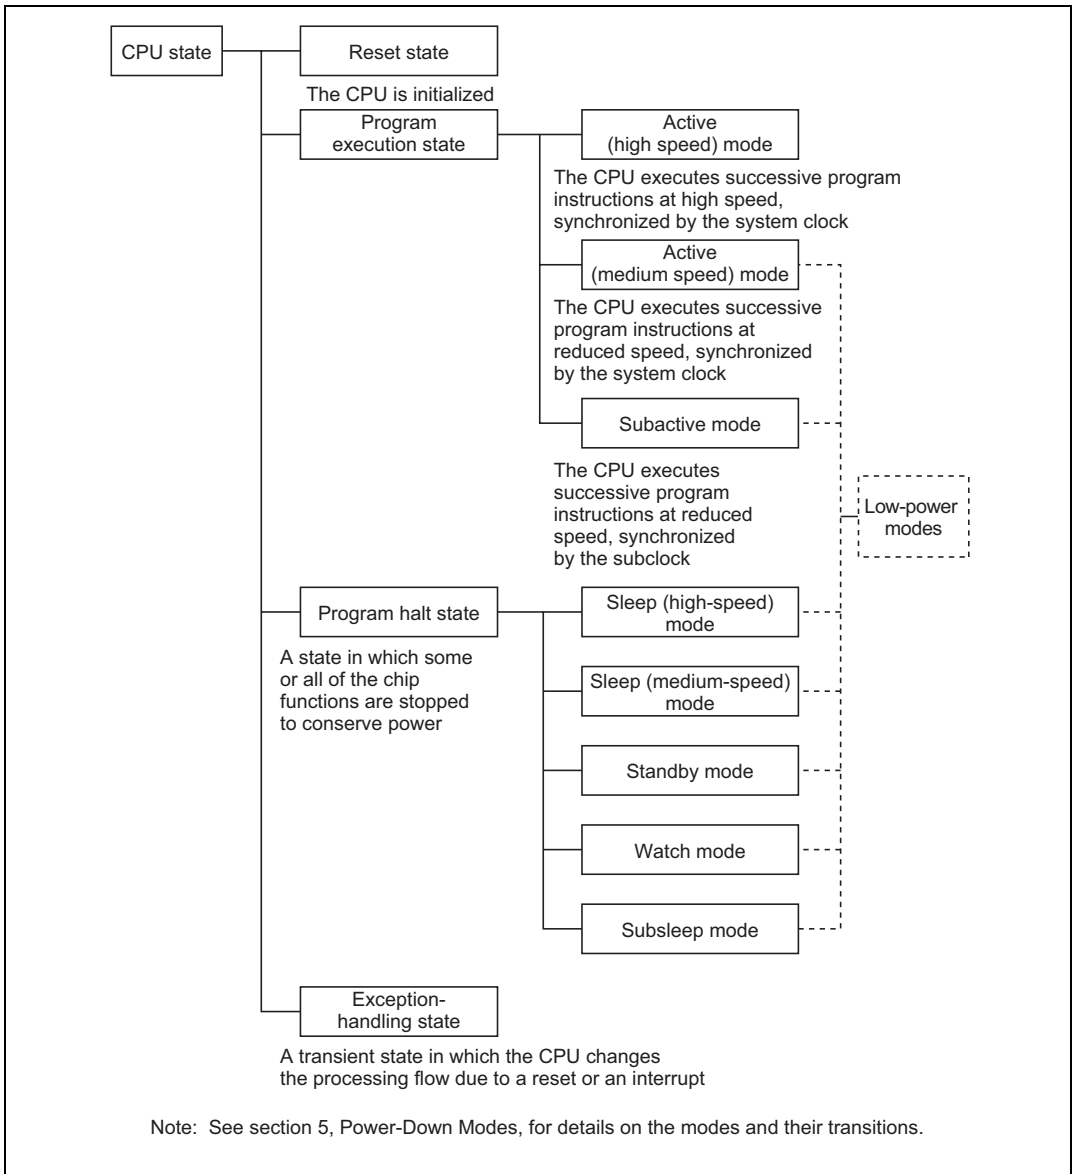 CPU state
Reset state
The CPU is initialized
Program
execution state
Active
(high speed) mode
The CPU executes successive program
instructions at high speed,
synchronized by the system clock
Active
(medium speed) mode
The CPU executes successive
program instructions at
reduced speed, synchronized
by the system clock
Subactive mode
The CPU executes
successive program
instructions at reduced
speed, synchronized
by the subclock
Low-power
modes
Program halt state
A state in which some
or all of the chip
functions are stopped
to conserve power
Sleep (high-speed)
mode
Sleep (medium-speed)
mode
Standby mode
Watch mode
Subsleep mode
Exception-
handling state
A transient state in which the CPU changes
the processing flow due to a reset or an interrupt
Note: See section 5, Power-Down Modes, for details on the modes and their transitions.